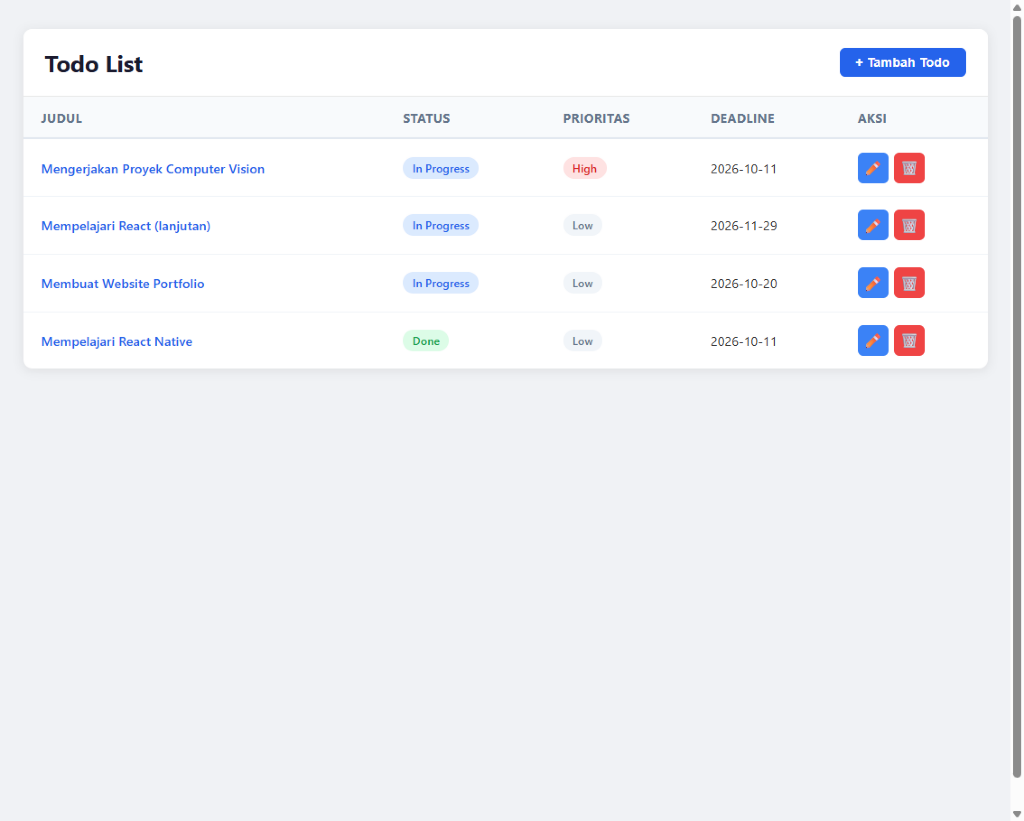 Todo List
+ Tambah Todo
JUDUL STATUS PRIORITAS DEADLINE AKSI
Mengerjakan Proyek Computer Vision In Progress High 2026-10-11
Mempelajari React (lanjutan) In Progress Low 2026-11-29
Membuat Website Portfolio In Progress Low 2026-10-20
Mempelajari React Native Done Low 2026-10-11